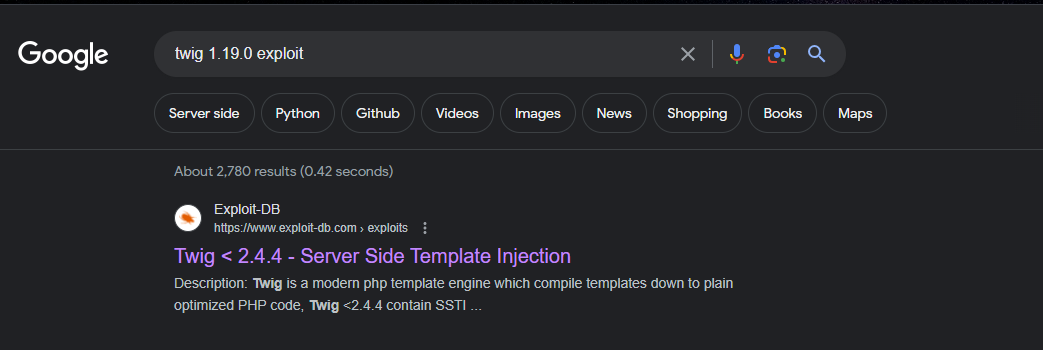 Google
twig 1.19.0 exploit
Server side
Python
Github
Videos
Images
News
Shopping
Books
Maps
About 2,780 results (0.42 seconds)
Exploit-DB
https://www.exploit-db.com › exploits
Twig < 2.4.4 - Server Side Template Injection
Description: Twig is a modern php template engine which compile templates down to plain
optimized PHP code, Twig <2.4.4 contain SSTI ...